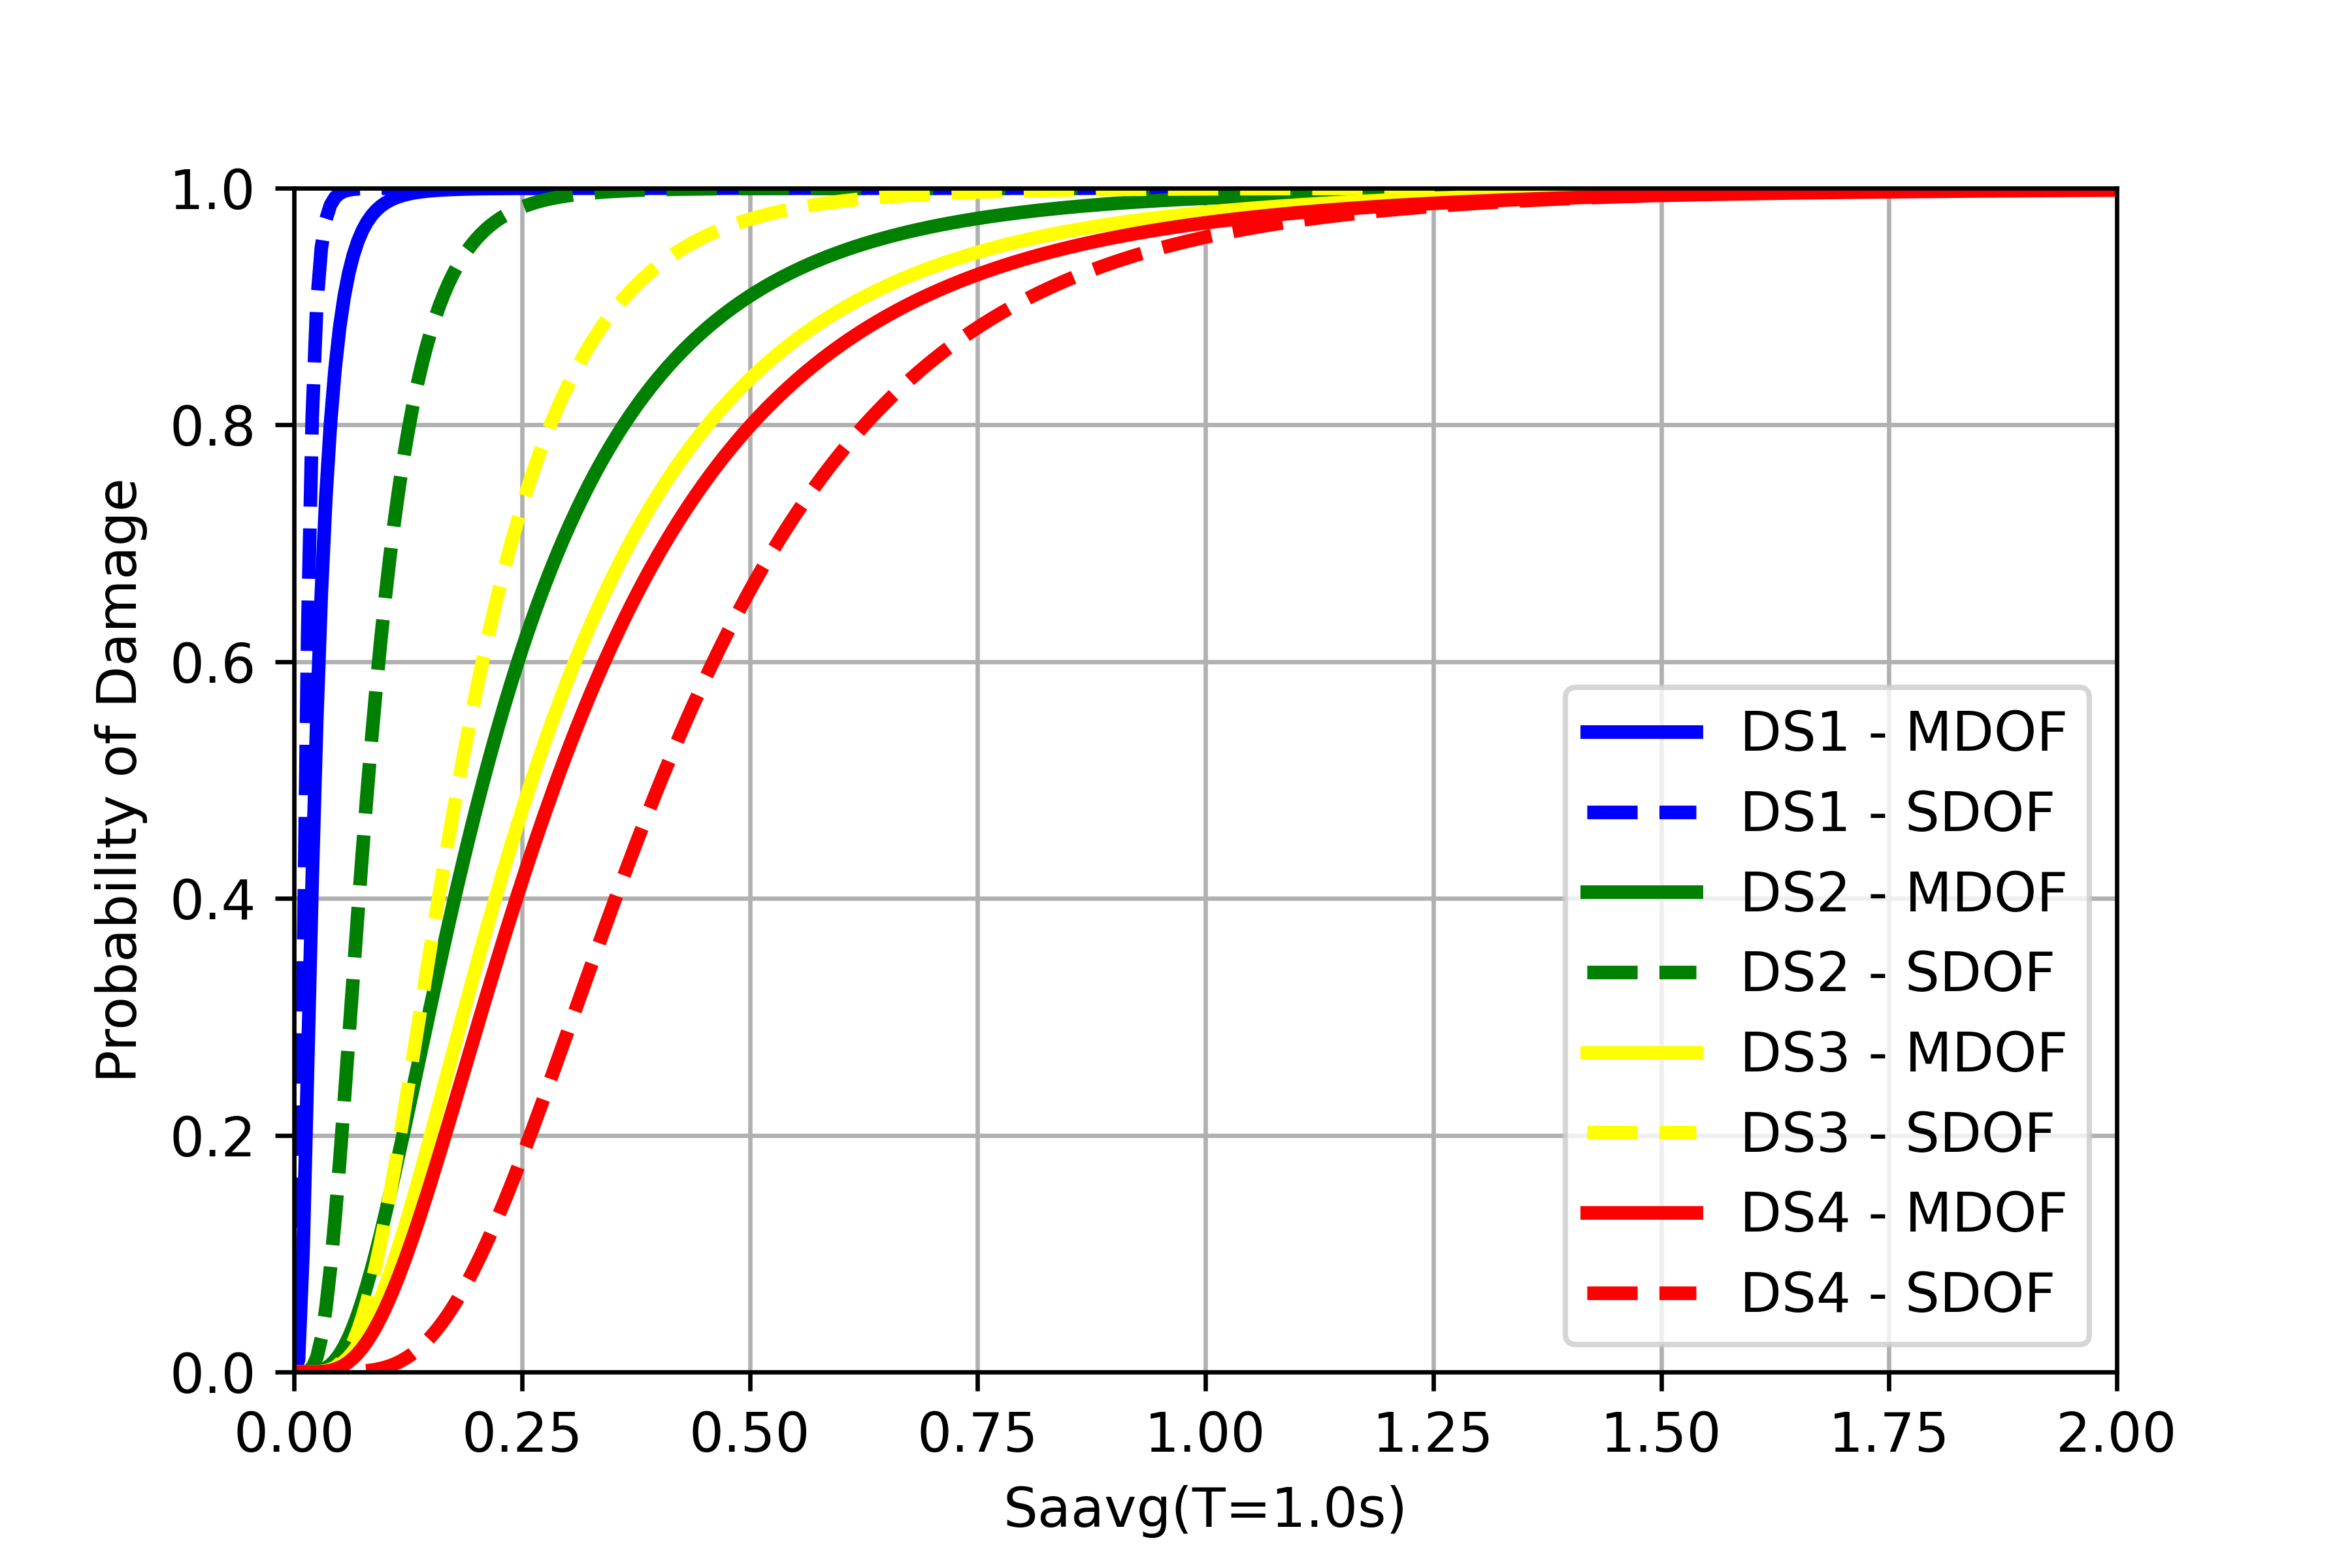 1.0
0.8
0.6
0.4
0.2
0.0
Probability of Damage
0.00 0.25 0.50 0.75 1.00 1.25 1.50 1.75 2.00
Saavg(T=1.0s)
DS1 - MDOF
DS1 - SDOF
DS2 - MDOF
DS2 - SDOF
DS3 - MDOF
DS3 - SDOF
DS4 - MDOF
DS4 - SDOF